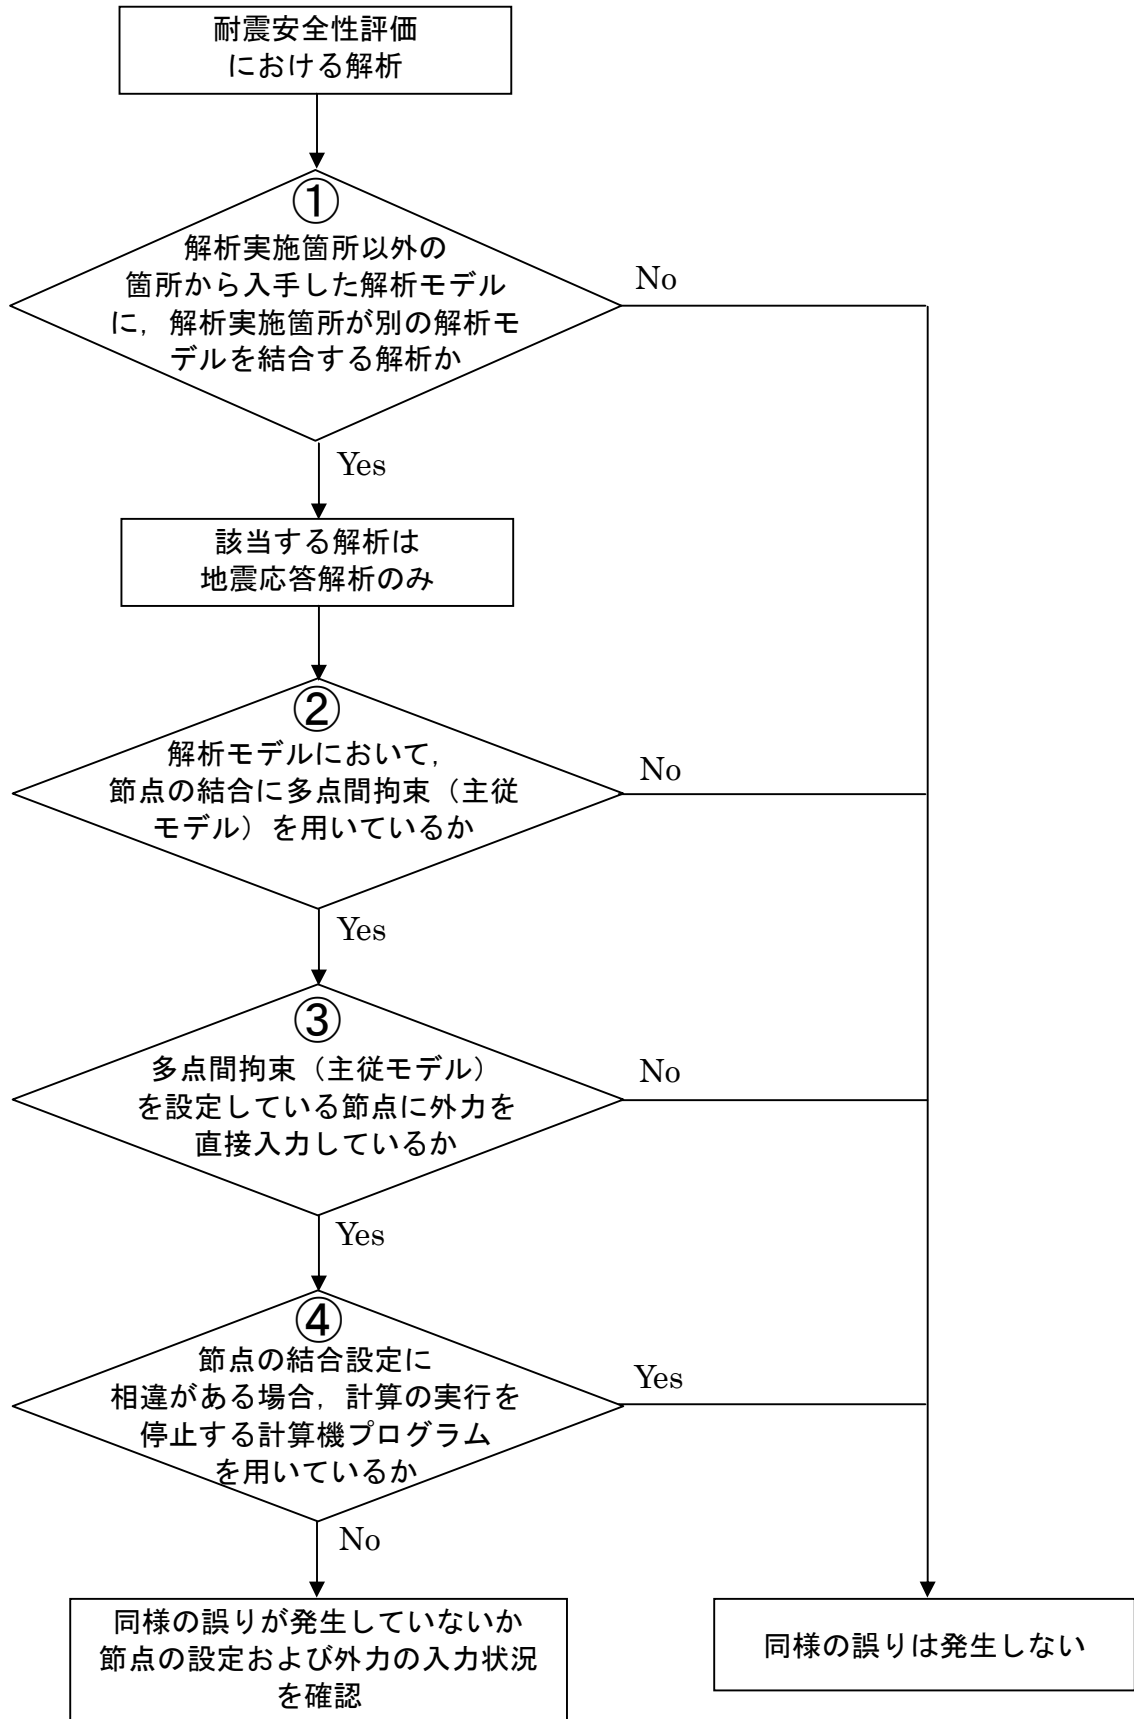 耐震安全性評価
における解析
①
解析実施箇所以外の
箇所から入手した解析モデル
に，解析実施箇所が別の解析モ
デルを結合する解析か
No
Yes
該当する解析は
地震応答解析のみ
②
解析モデルにおいて，
節点の結合に多点間拘束（主従
モデル）を用いているか
No
Yes
③
多点間拘束（主従モデル）
を設定している節点に外力を
直接入力しているか
No
Yes
④
節点の結合設定に
相違がある場合，計算の実行を
停止する計算機プログラム
を用いているか
Yes
No
同様の誤りが発生していないか
節点の設定および外力の入力状況
を確認
同様の誤りは発生しない